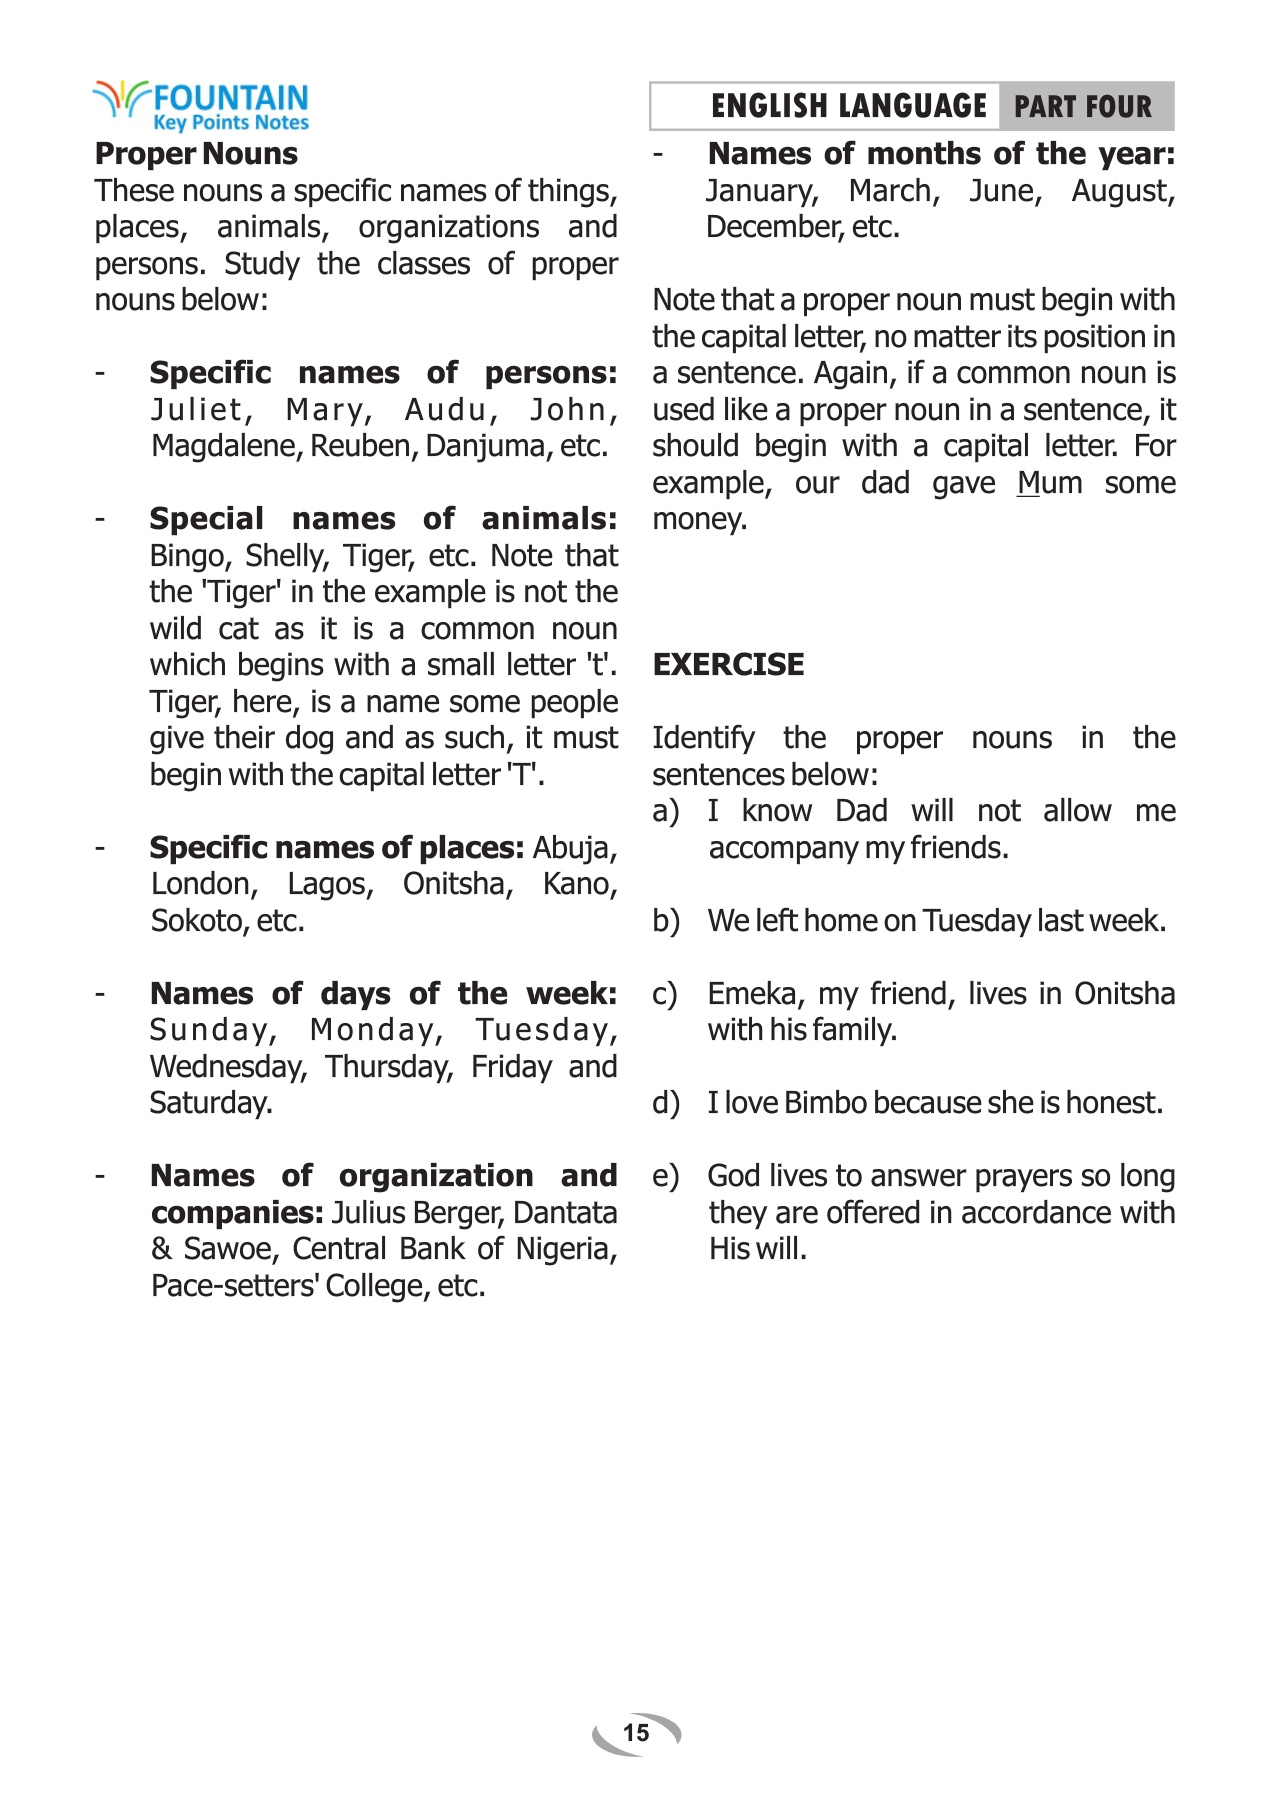 FOUNTAIN
Key Points Notes
ENGLISH LANGUAGE PART FOUR
Proper Nouns
These nouns a specific names of things,
places, animals, organizations and
persons. Study the classes of proper
nouns below:
- Specific names of persons:
Juliet, Mary, Audu, John,
Magdalene, Reuben, Danjuma, etc.
- Special names of animals:
Bingo, Shelly, Tiger, etc. Note that
the 'Tiger' in the example is not the
wild cat as it is a common noun
which begins with a small letter 't'.
Tiger, here, is a name some people
give their dog and as such, it must
begin with the capital letter 'T'.
- Specific names of places: Abuja,
London, Lagos, Onitsha, Kano,
Sokoto, etc.
- Names of days of the week:
Sunday, Monday, Tuesday,
Wednesday, Thursday, Friday and
Saturday.
- Names of organization and
companies: Julius Berger, Dantata
& Sawoe, Central Bank of Nigeria,
Pace-setters' College, etc.
- Names of months of the year:
January, March, June, August,
December, etc.
Note that a proper noun must begin with
the capital letter, no matter its position in
a sentence. Again, if a common noun is
used like a proper noun in a sentence, it
should begin with a capital letter. For
example, our dad gave Mum some
money.
EXERCISE
Identify the proper nouns in the
sentences below:
a) I know Dad will not allow me
accompany my friends.
b) We left home on Tuesday last week.
c) Emeka, my friend, lives in Onitsha
with his family.
d) I love Bimbo because she is honest.
e) God lives to answer prayers so long
they are offered in accordance with
His will.
15